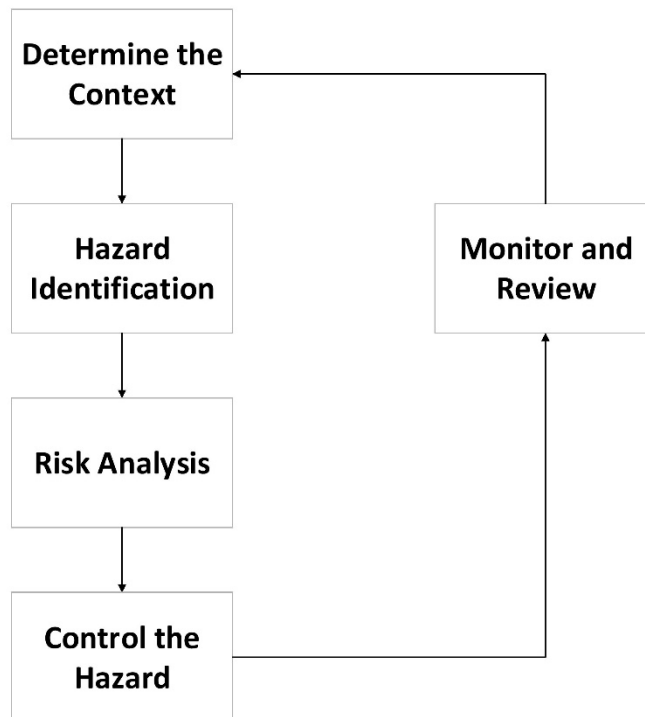 Determine the
Context
Hazard
Identification
Monitor and
Review
Risk Analysis
Control the
Hazard